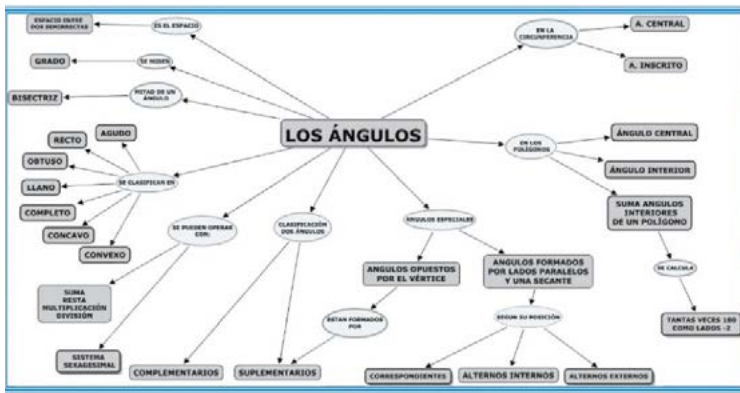 ESPACIO ENTRE
DOS SEMIRRECTAS
ES EL ESPACIO
EN LA
CIRCUNFERENCIA
A. CENTRAL
A. INSCRITO
GRADO
SE MIDEN
BISECTRIZ
MITAD DE UN
ÁNGULO
LOS ÁNGULOS
AGUDO
RECTO
OBTUSO
LLANO
COMPLETO
CONCAVO
CONVEXO
SE CLASIFICAN EN
EN LOS
POLÍGONOS
ÁNGULO CENTRAL
ÁNGULO INTERIOR
SUMA ANGULOS
INTERIORES
DE UN POLÍGOMO
SE CALCULA
TANTAS VECES 180
COMO LADOS -2
SE PUEDEN OPERAR
CON:
SUMA
RESTA
MULTIPLICACIÓN
DIVISIÓN
SISTEMA
SEXAGESIMAL
CLASIFICACIÓN
DOS ÁNGULOS
COMPLEMENTARIOS
SUPLEMENTARIOS
ANGULOS ESPECIALES
ANGULOS OPUESTOS
POR EL VÉRTICE
ESTAN FORMADOS
POR
ANGULOS FORMADOS
POR LADOS PARALELOS
Y UNA SECANTE
SEGUN SU POSICIÓN
CORRESPONDIENTES
ALTERNOS INTERNOS
ALTERNOS EXTERNOS